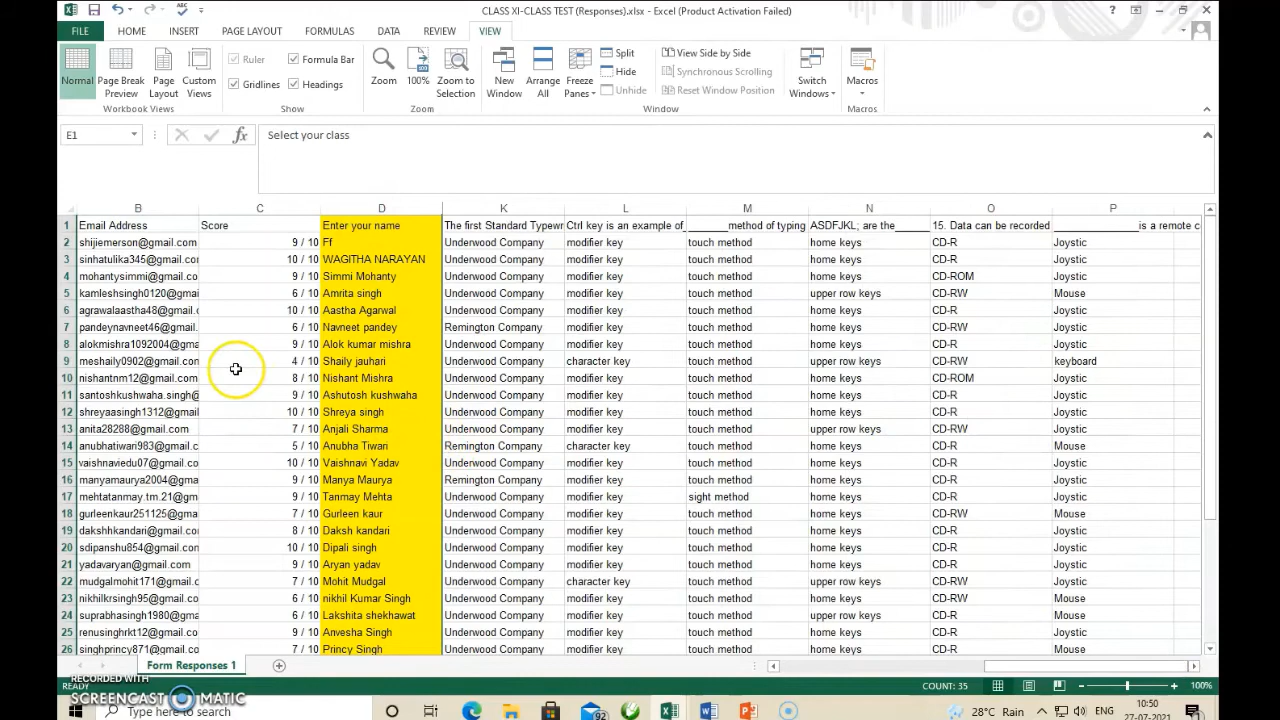 CLASS XI-CLASS TEST (Responses).xlsx - Excel (Product Activation Failed)
FILE HOME INSERT PAGE LAYOUT FORMULAS DATA REVIEW VIEW
Normal Page Break Preview Page Layout Custom Views
Workbook Views
Ruler Formula Bar
Gridlines Headings
Show
Zoom 100% Zoom to Selection
Zoom
New Window Arrange All Freeze Panes
Split
Hide
Unhide
View Side by Side
Synchronous Scrolling
Reset Window Position
Window
Switch Windows
Macros
Macros
E1 fx Select your class
B C D K L M N O P
1 Email Address Score Enter your name The first Standard Typewr Ctrl key is an example of ______method of typing ASDFJKL; are the_____ 15. Data can be recorded _____________is a remote c
2 shijiemerson@gmail.com 9 / 10 Ff Underwood Company modifier key touch method home keys CD-R Joystic
3 sinhatulika345@gmail.co 10 / 10 WAGITHA NARAYAN Underwood Company modifier key touch method home keys CD-R Joystic
4 mohantysimmi@gmail.co 9 / 10 Simmi Mohanty Underwood Company modifier key touch method home keys CD-ROM Joystic
5 kamleshsingh0120@gmai 6 / 10 Amrita singh Underwood Company modifier key touch method upper row keys CD-RW Mouse
6 agrawalaastha48@gmail. 10 / 10 Aastha Agarwal Underwood Company modifier key touch method home keys CD-R Joystic
7 pandeynavneet46@gmail. 6 / 10 Navneet pandey Remington Company modifier key touch method home keys CD-RW Joystic
8 alokmishra1092004@gma 9 / 10 Alok kumar mishra Underwood Company modifier key touch method home keys CD-R Joystic
9 meshaily0902@gmail.com 4 / 10 Shaily jauhari Underwood Company character key touch method upper row keys CD-RW keyboard
10 nishantnm12@gmail.com 8 / 10 Nishant Mishra Underwood Company modifier key touch method home keys CD-ROM Joystic
11 santoshkushwaha.singh@ 9 / 10 Ashutosh kushwaha Underwood Company modifier key touch method home keys CD-R Joystic
12 shreyaasingh1312@gmail 10 / 10 Shreya singh Underwood Company modifier key touch method home keys CD-R Joystic
13 anita28288@gmail.com 7 / 10 Anjali Sharma Underwood Company modifier key touch method upper row keys CD-RW Joystic
14 anubhatiwari983@gmail.c 5 / 10 Anubha Tiwari Remington Company character key touch method home keys CD-R Mouse
15 vaishnaviedu07@gmail.co 10 / 10 Vaishnavi Yadav Underwood Company modifier key touch method home keys CD-R Joystic
16 manyamaurya2004@gmail 9 / 10 Manya Maurya Remington Company modifier key touch method home keys CD-R Joystic
17 mehtatanmay.tm.21@gm 9 / 10 Tanmay Mehta Underwood Company modifier key sight method home keys CD-R Joystic
18 gurleenkaur251125@gma 7 / 10 Gurleen kaur Underwood Company modifier key touch method home keys CD-RW Mouse
19 dakshhkandari@gmail.co 8 / 10 Daksh kandari Underwood Company modifier key touch method home keys CD-R Joystic
20 sdipanshu854@gmail.co 10 / 10 Dipali singh Underwood Company modifier key touch method home keys CD-R Joystic
21 yadavaryan@gmail.com 9 / 10 Aryan yadav Underwood Company modifier key touch method home keys CD-R Joystic
22 mudgalmohit171@gmail.c 6 / 10 Mohit Mudgal Underwood Company character key touch method upper row keys CD-RW Joystic
23 nikhilkrsingh95@gmail.co 6 / 10 nikhil Kumar Singh Underwood Company modifier key touch method home keys CD-RW Mouse
24 suprabhasingh1980@gmai 6 / 10 Lakshita shekhawat Underwood Company modifier key touch method upper row keys CD-R Mouse
25 renusinghrkt12@gmail.co 9 / 10 Anvesha Singh Underwood Company modifier key touch method home keys CD-R Joystic
26 singhprincy871@gmail.co 6 / 10 Princy Singh Underwood Company modifier key touch method home keys CD-R Mouse
Form Responses 1
READY COUNT: 35 100%
RECORDED WITH
SCREENCAST MATIC
Type here to search 92 28°C Rain 10:50
27-07-2021